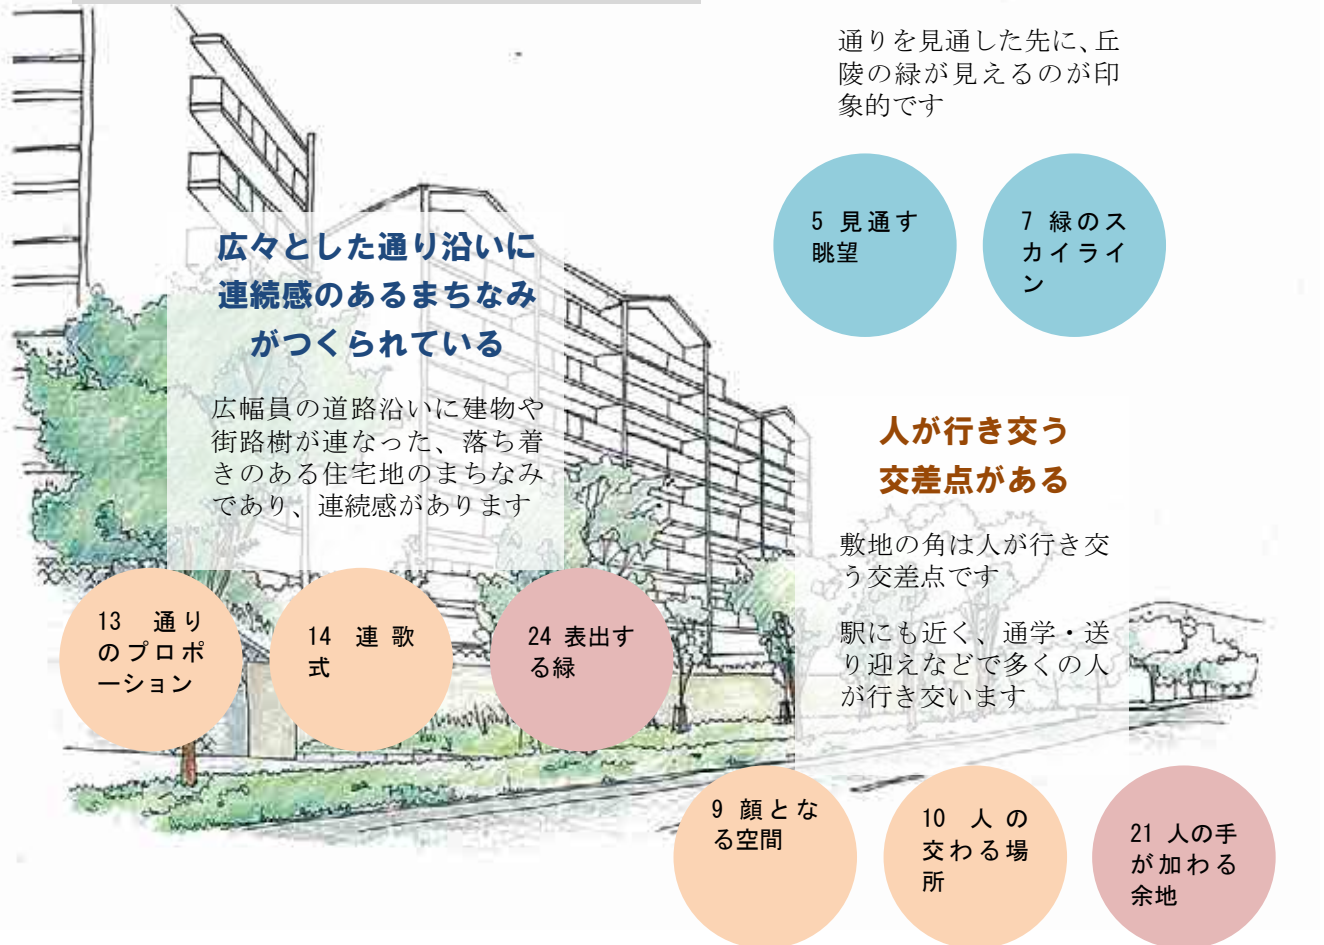 通りを見通した先に、丘
陵の緑が見えるのが印
象的です
5 見通す
眺望
7 緑のス
カイライ
ン
広々とした通り沿いに
連続感のあるまちなみ
がつくられている
広幅員の道路沿いに建物や
街路樹が連なった、落ち着
きのある住宅地のまちなみ
であり、連続感があります
13 通り
のプロポ
ーション
14 連歌
式
24 表出す
る緑
人が行き交う
交差点がある
敷地の角は人が行き交
う交差点です
駅にも近く、通学・送
り迎えなどで多くの人
が行き交います
9 顔とな
る空間
10 人の
交わる場
所
21 人の手
が加わる
余地